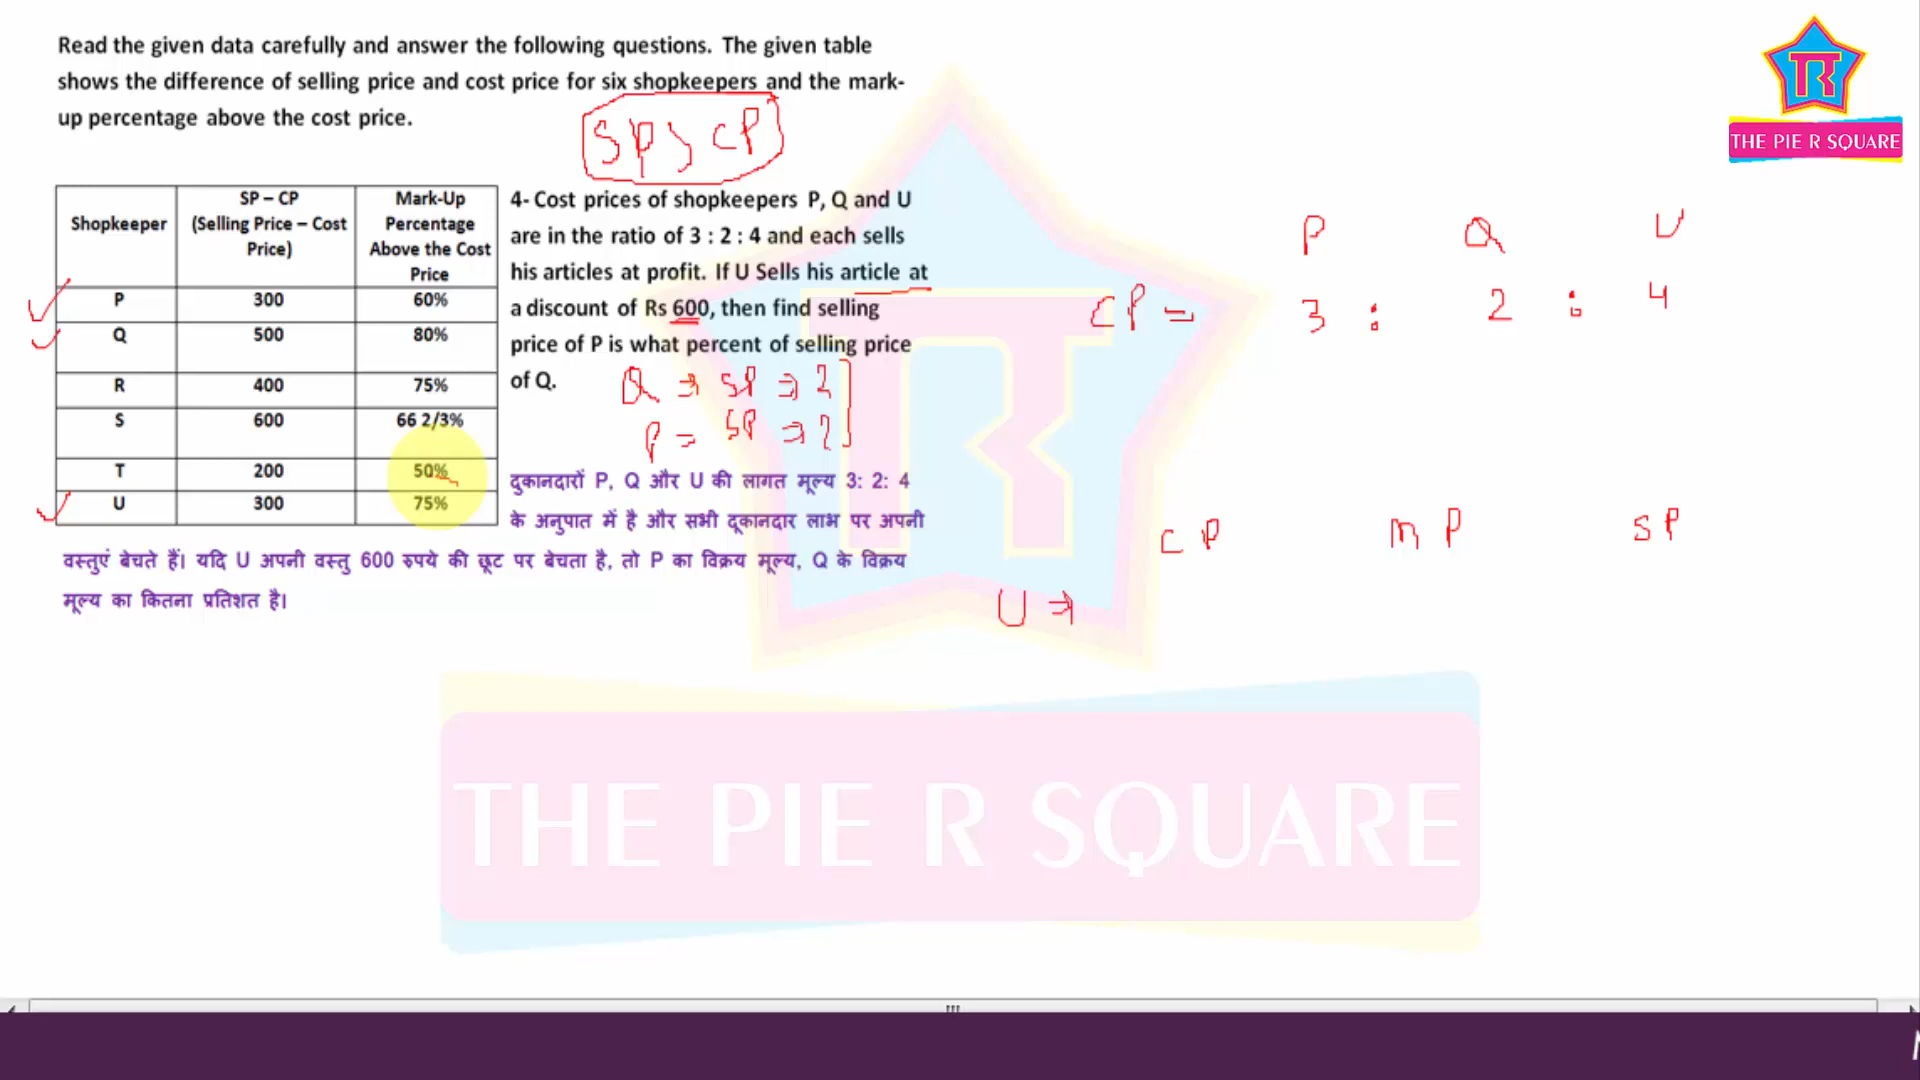 Read the given data carefully and answer the following questions. The given table
shows the difference of selling price and cost price for six shopkeepers and the mark-
up percentage above the cost price.
SP > CP
THE PIE R SQUARE
Shopkeeper
SP – CP
(Selling Price – Cost
Price)
Mark-Up
Percentage
Above the Cost
Price
P 300 60%
Q 500 80%
R 400 75%
S 600 66 2/3%
T 200 50%
U 300 75%
4- Cost prices of shopkeepers P, Q and U
are in the ratio of 3 : 2 : 4 and each sells
his articles at profit. If U Sells his article at
a discount of Rs 600, then find selling
price of P is what percent of selling price
of Q.
Q ⇒ SP ⇒ ?
P = SP ⇒ ?
दुकानदारों P, Q और U की लागत मूल्य 3: 2: 4
के अनुपात में है और सभी दूकानदार लाभ पर अपनी
वस्तुएं बेचते हैं। यदि U अपनी वस्तु 600 रुपये की छूट पर बेचता है, तो P का विक्रय मूल्य, Q के विक्रय
मूल्य का कितना प्रतिशत है।
P Q U
CP = 3 : 2 : 4
CP MP SP
U ⇒
THE PIE R SQUARE